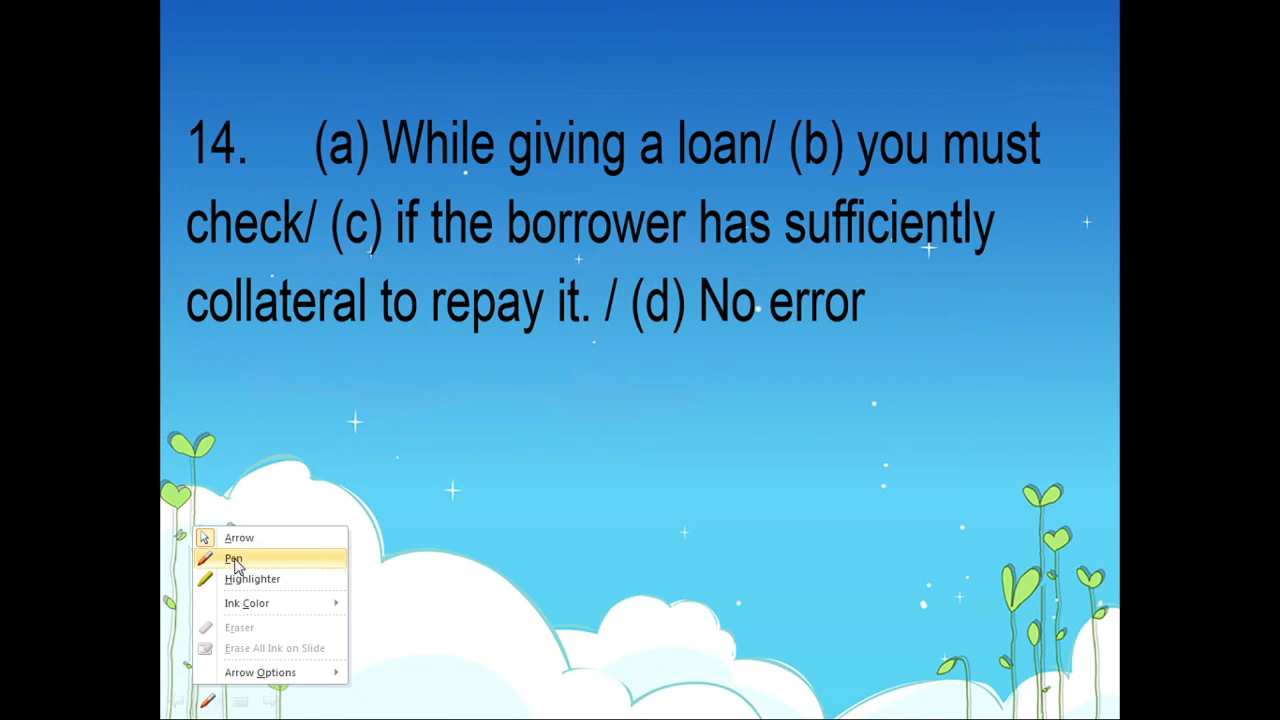 14. (a) While giving a loan/ (b) you must
check/ (c) if the borrower has sufficiently
collateral to repay it. / (d) No error
Arrow
Pen
Highlighter
Ink Color
Eraser
Erase All Ink on Slide
Arrow Options